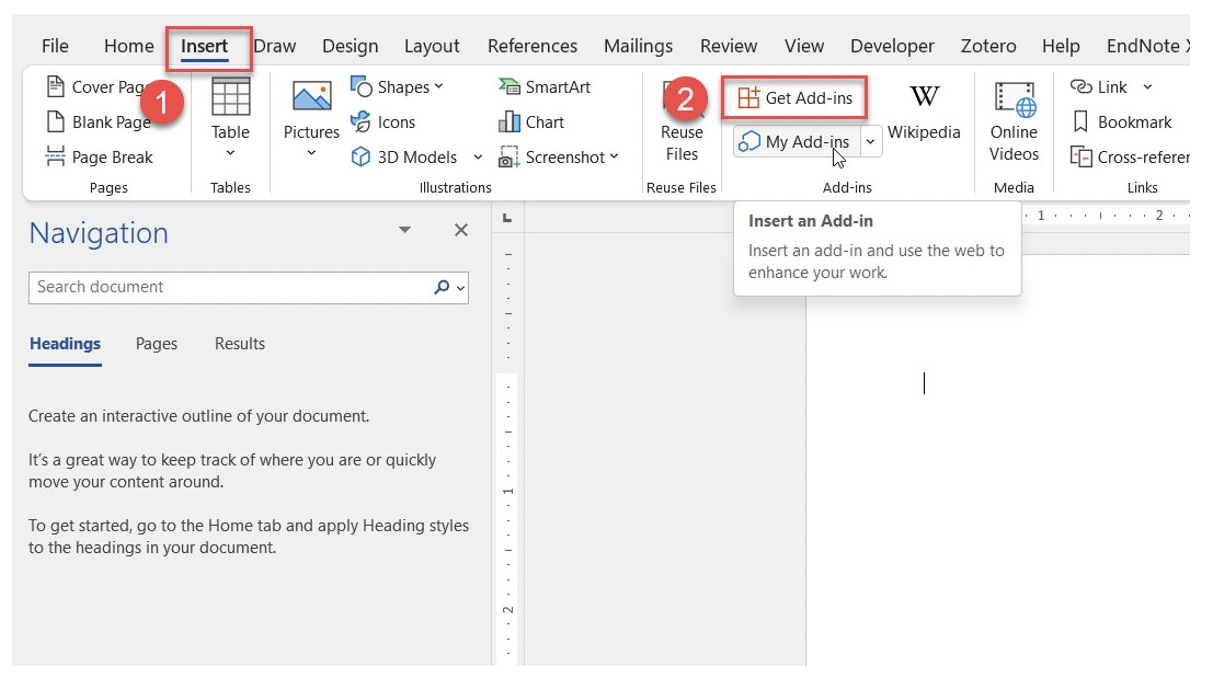 File Home Insert Draw Design Layout References Mailings Review View Developer Zotero Help EndNote X
Cover Pag
Blank Page
Page Break
Pages
1
Table
Tables
Pictures
Shapes
Icons
3D Models
SmartArt
Chart
Screenshot
Illustrations
Reuse
Files
Reuse Files
2
Get Add-ins
My Add-ins
W
Wikipedia
Add-ins
Online
Videos
Media
Link
Bookmark
Cross-referen
Links
Navigation
Search document
Headings Pages Results
Create an interactive outline of your document.
It's a great way to keep track of where you are or quickly
move your content around.
To get started, go to the Home tab and apply Heading styles
to the headings in your document.
Insert an Add-in
Insert an add-in and use the web to
enhance your work.
1 2
1
2